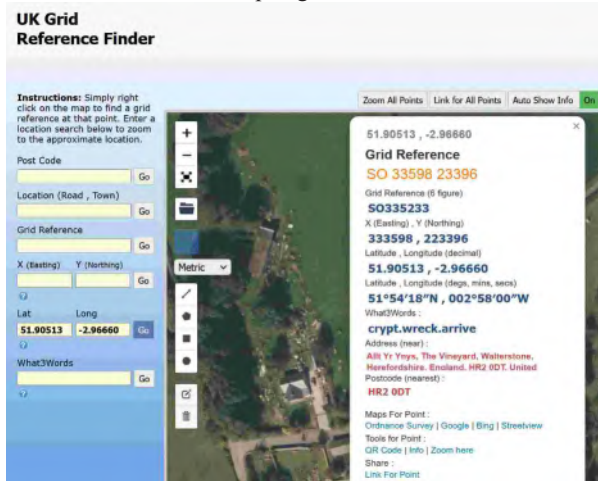 UK Grid
Reference Finder
Instructions: Simply right
click on the map to find a grid
reference at that point. Enter a
location search below to zoom
to the approximate location.
Post Code
Go
Location (Road , Town)
Go
Grid Reference
Go
X (Easting) Y (Northing)
Go
Lat Long
51.90513 -2.96660 Go
What3Words
Go
Zoom All Points Link for All Points Auto Show Info On
Metric
51.90513 , -2.96660
Grid Reference
SO 33598 23396
Grid Reference (6 figure)
SO335233
X (Easting) , Y (Northing)
333598 , 223396
Latitude , Longitude (decimal)
51.90513 , -2.96660
Latitude , Longitude (degs, mins, secs)
51°54'18"N , 002°58'00"W
What3Words :
crypt.wreck.arrive
Address (near) :
Allt Yr Ynys, The Vineyard, Walterstone,
Herefordshire, England, HR2 0DT, United
Postcode (nearest) :
HR2 0DT
Maps For Point :
Ordnance Survey | Google | Bing | Streetview
Tools for Point :
QR Code | Info | Zoom here
Share :
Link For Point